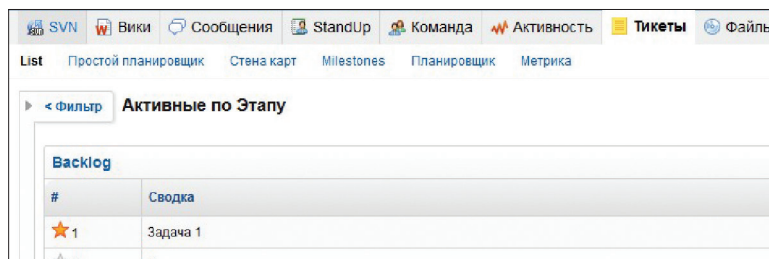 SVN Вики Сообщения StandUp Команда Активность Тикеты Файлы
List Простой планировщик Стена карт Milestones Планировщик Метрика
< Фильтр Активные по Этапу
Backlog
# Сводка
1 Задача 1